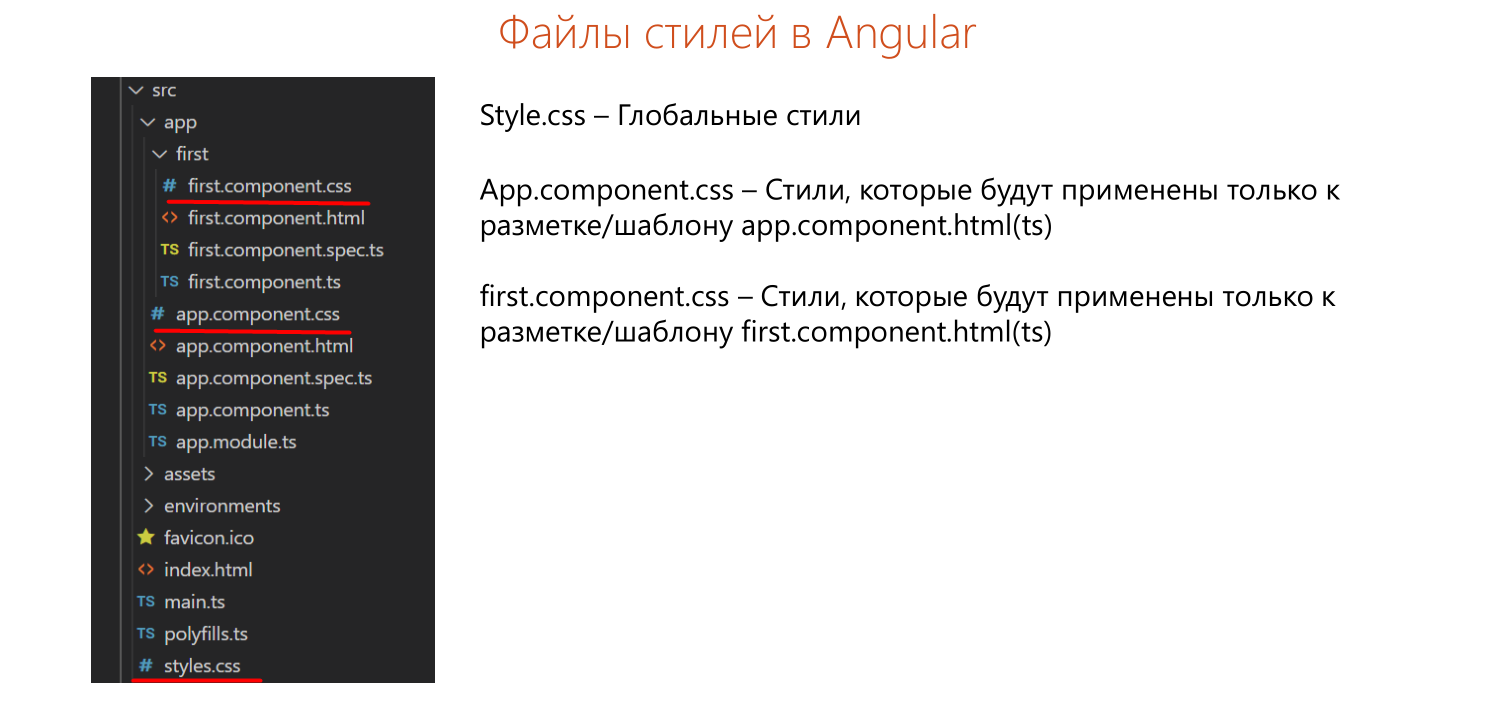 Файлы стилей в Angular
src
app
first
first.component.css
first.component.html
TS first.component.spec.ts
TS first.component.ts
app.component.css
app.component.html
TS app.component.spec.ts
TS app.component.ts
TS app.module.ts
assets
environments
favicon.ico
index.html
TS main.ts
TS polyfills.ts
# styles.css
Style.css – Глобальные стили
App.component.css – Стили, которые будут применены только к
разметке/шаблону app.component.html(ts)
first.component.css – Стили, которые будут применены только к
разметке/шаблону first.component.html(ts)